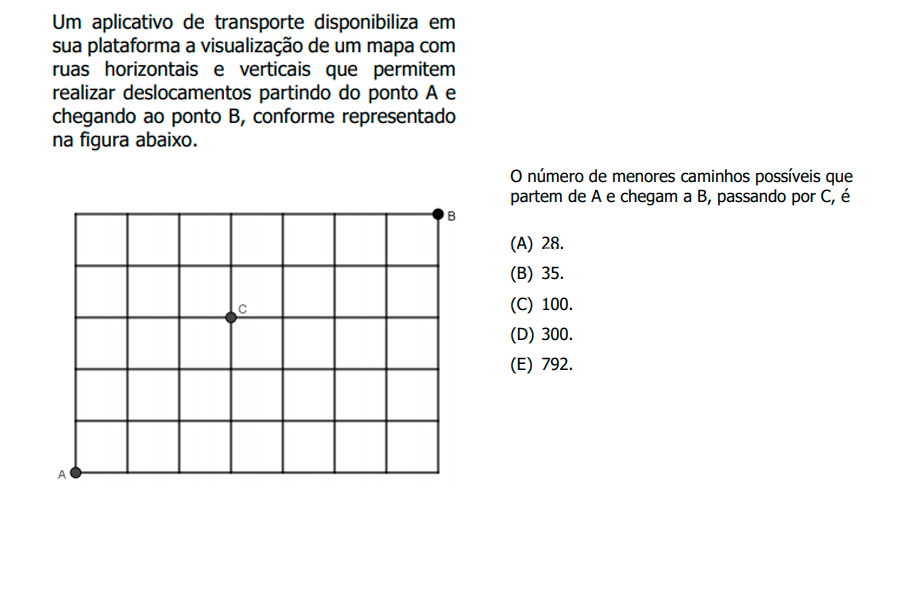 Um aplicativo de transporte disponibiliza em
sua plataforma a visualização de um mapa com
ruas horizontais e verticais que permitem
realizar deslocamentos partindo do ponto A e
chegando ao ponto B, conforme representado
na figura abaixo.
B
C
A
O número de menores caminhos possíveis que
partem de A e chegam a B, passando por C, é
(A) 28.
(B) 35.
(C) 100.
(D) 300.
(E) 792.